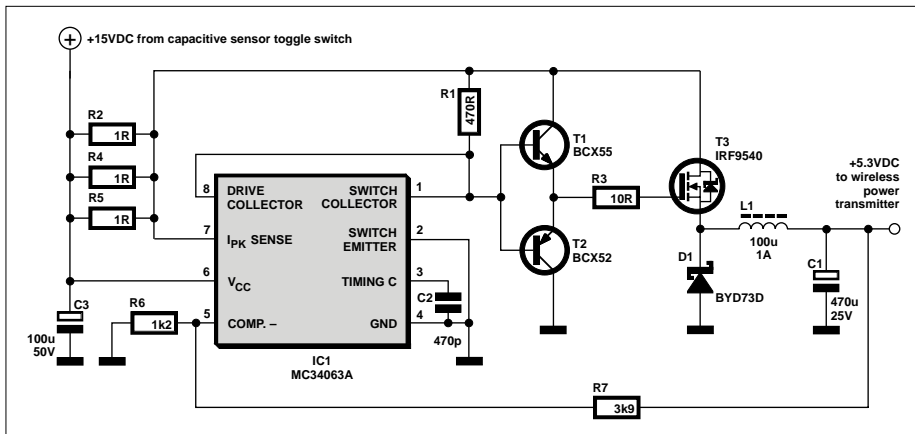 +15VDC from capacitive sensor toggle switch
R1
470R
R2
1R
R4
1R
R5
1R
T1
BCX55
T3
IRF9540
+5.3VDC
to wireless
power
transmitter
8
DRIVE
COLLECTOR
SWITCH
COLLECTOR
1
R3
10R
L1
100u
1A
7
IPK SENSE
SWITCH
EMITTER
2
T2
BCX52
6
VCC
TIMING C
3
D1
BYD73D
C1
470u
25V
C3
100u
50V
R6
1k2
5
COMP. –
GND
4
C2
470p
IC1
MC34063A
R7
3k9